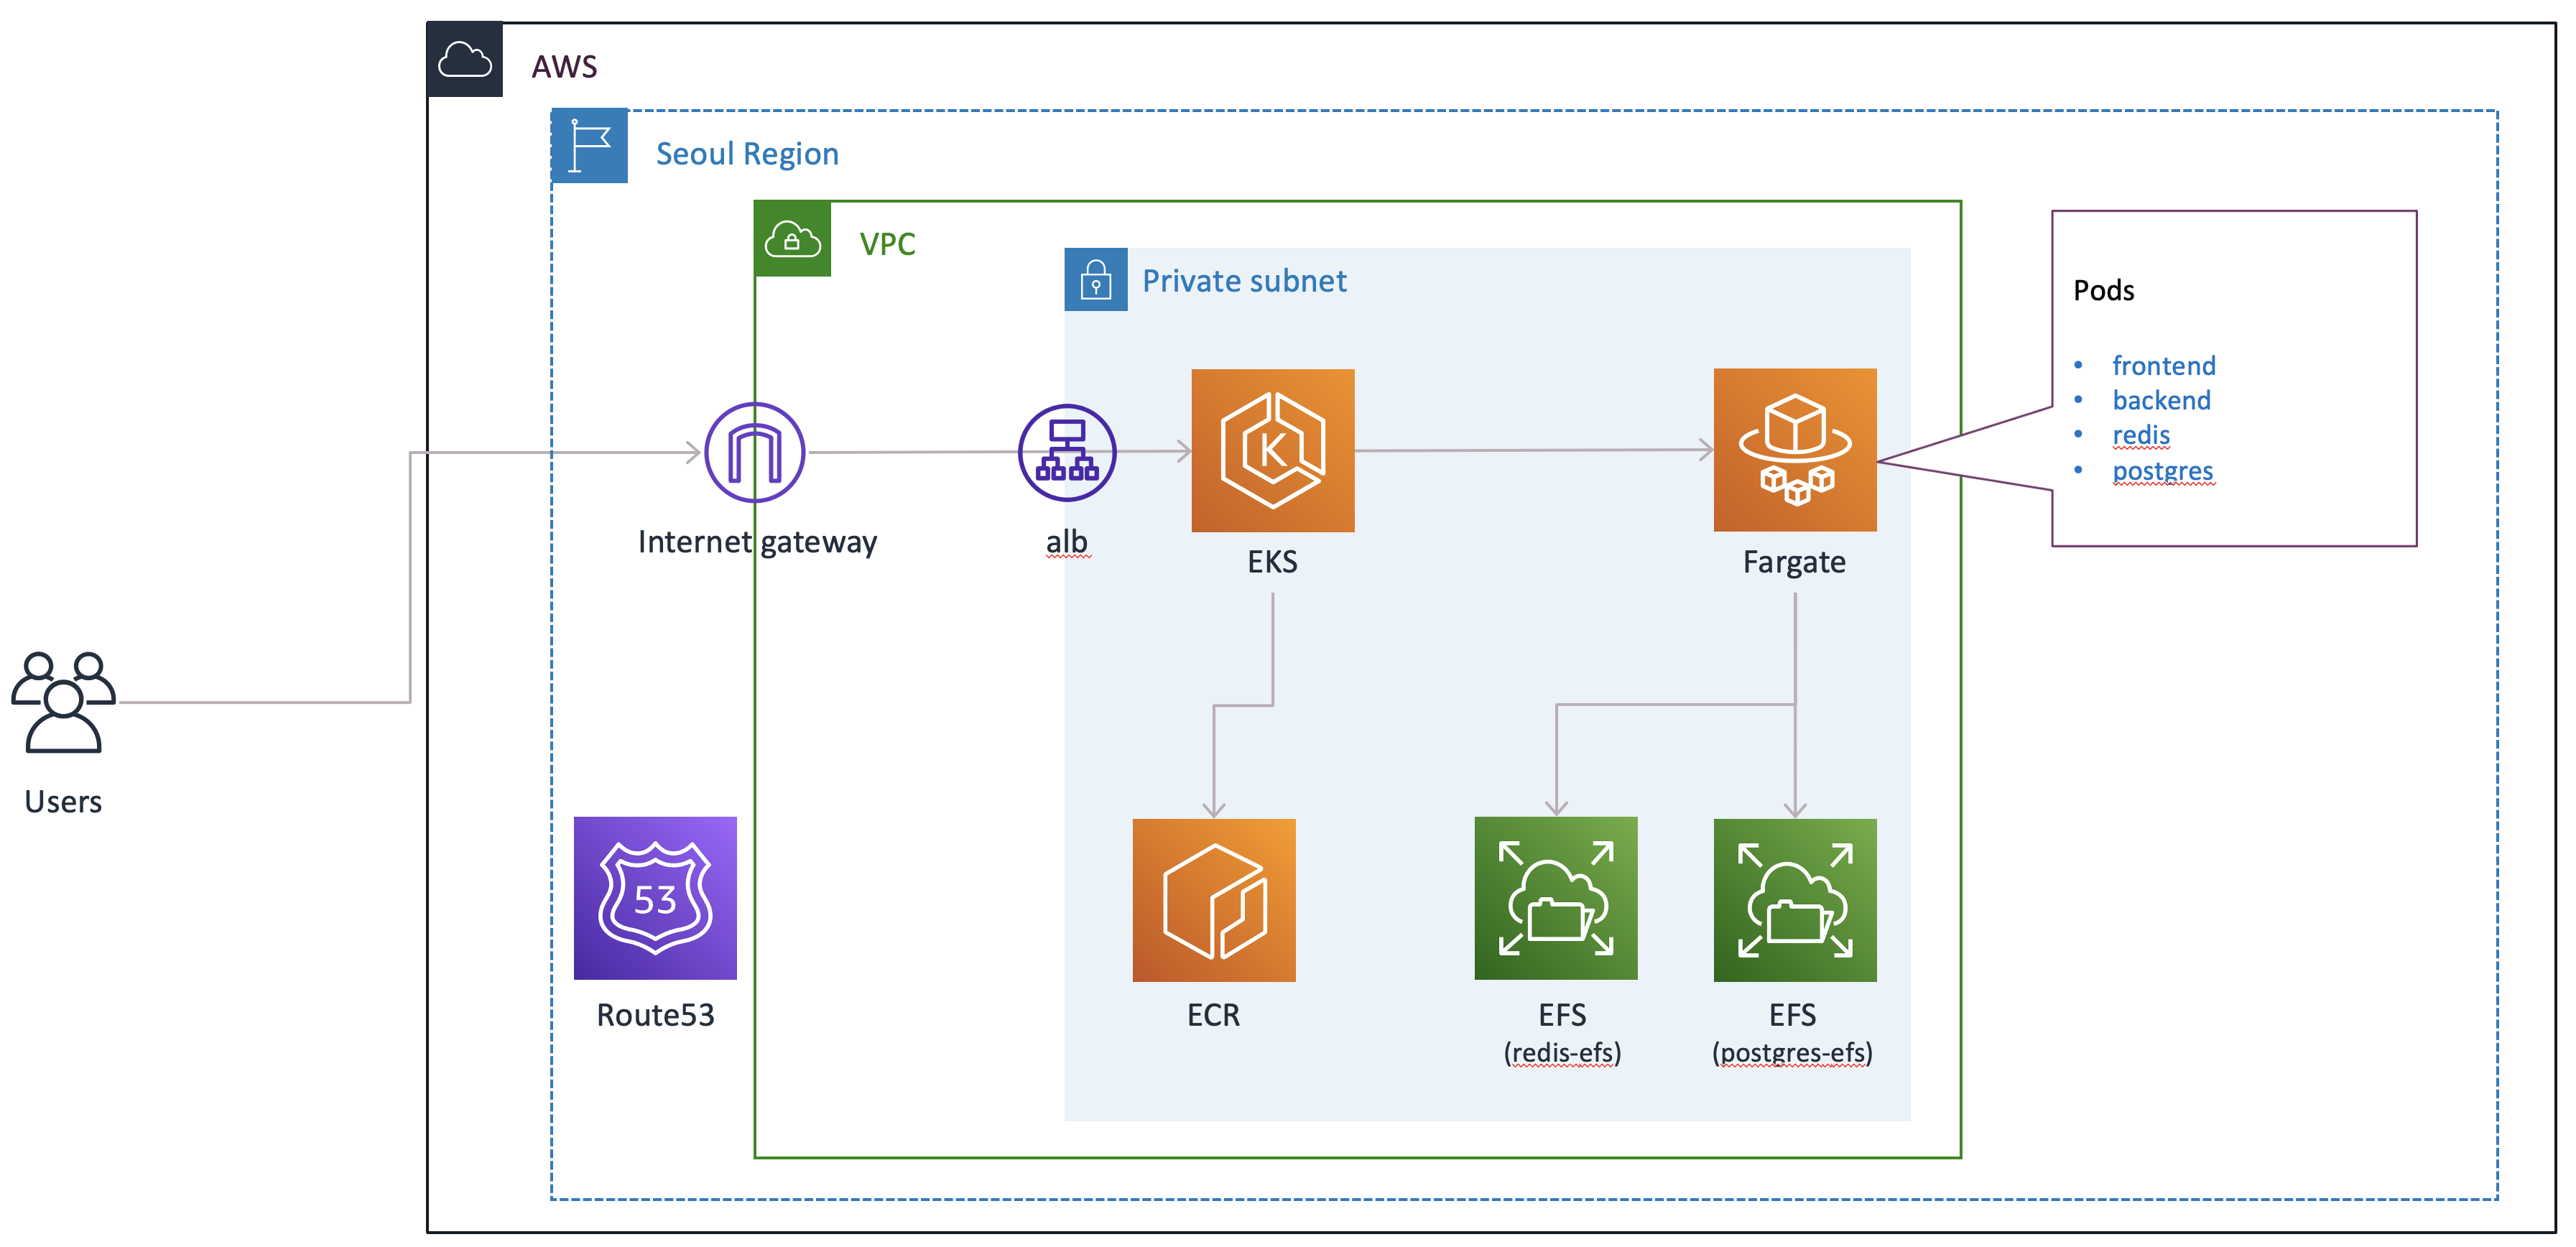 AWS
Seoul Region
VPC
Private subnet
Pods
• frontend
• backend
• redis
• postgres
K
Internet gateway
alb
EKS
Fargate
Users
53
Route53
ECR
EFS
(redis-efs)
EFS
(postgres-efs)